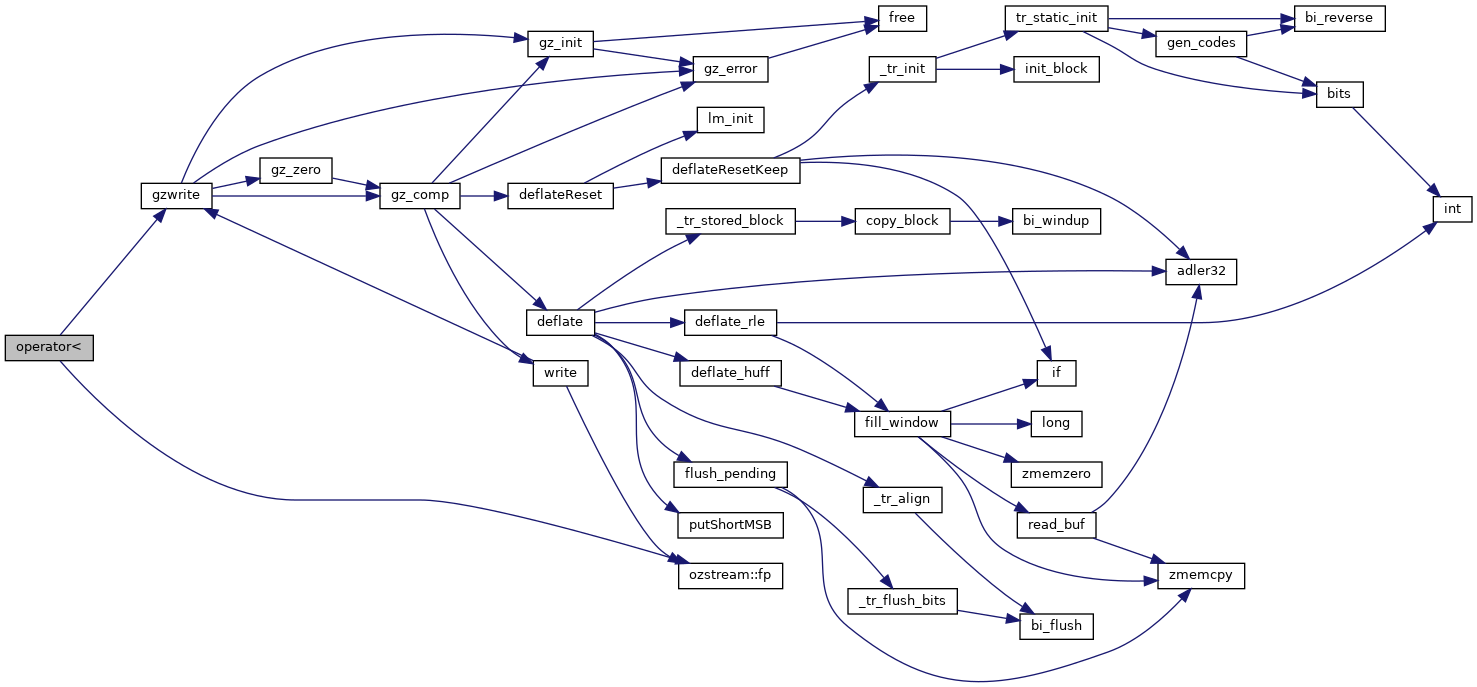 operator<
gzwrite
gz_zero
gz_comp
gz_init
deflateReset
deflate
write
free
gz_error
lm_init
deflateResetKeep
_tr_stored_block
deflate_rle
deflate_huff
flush_pending
putShortMSB
ozstream::fp
_tr_init
copy_block
fill_window
_tr_align
_tr_flush_bits
tr_static_init
init_block
bi_windup
if
long
zmemzero
read_buf
bi_flush
gen_codes
adler32
zmemcpy
bi_reverse
bits
int